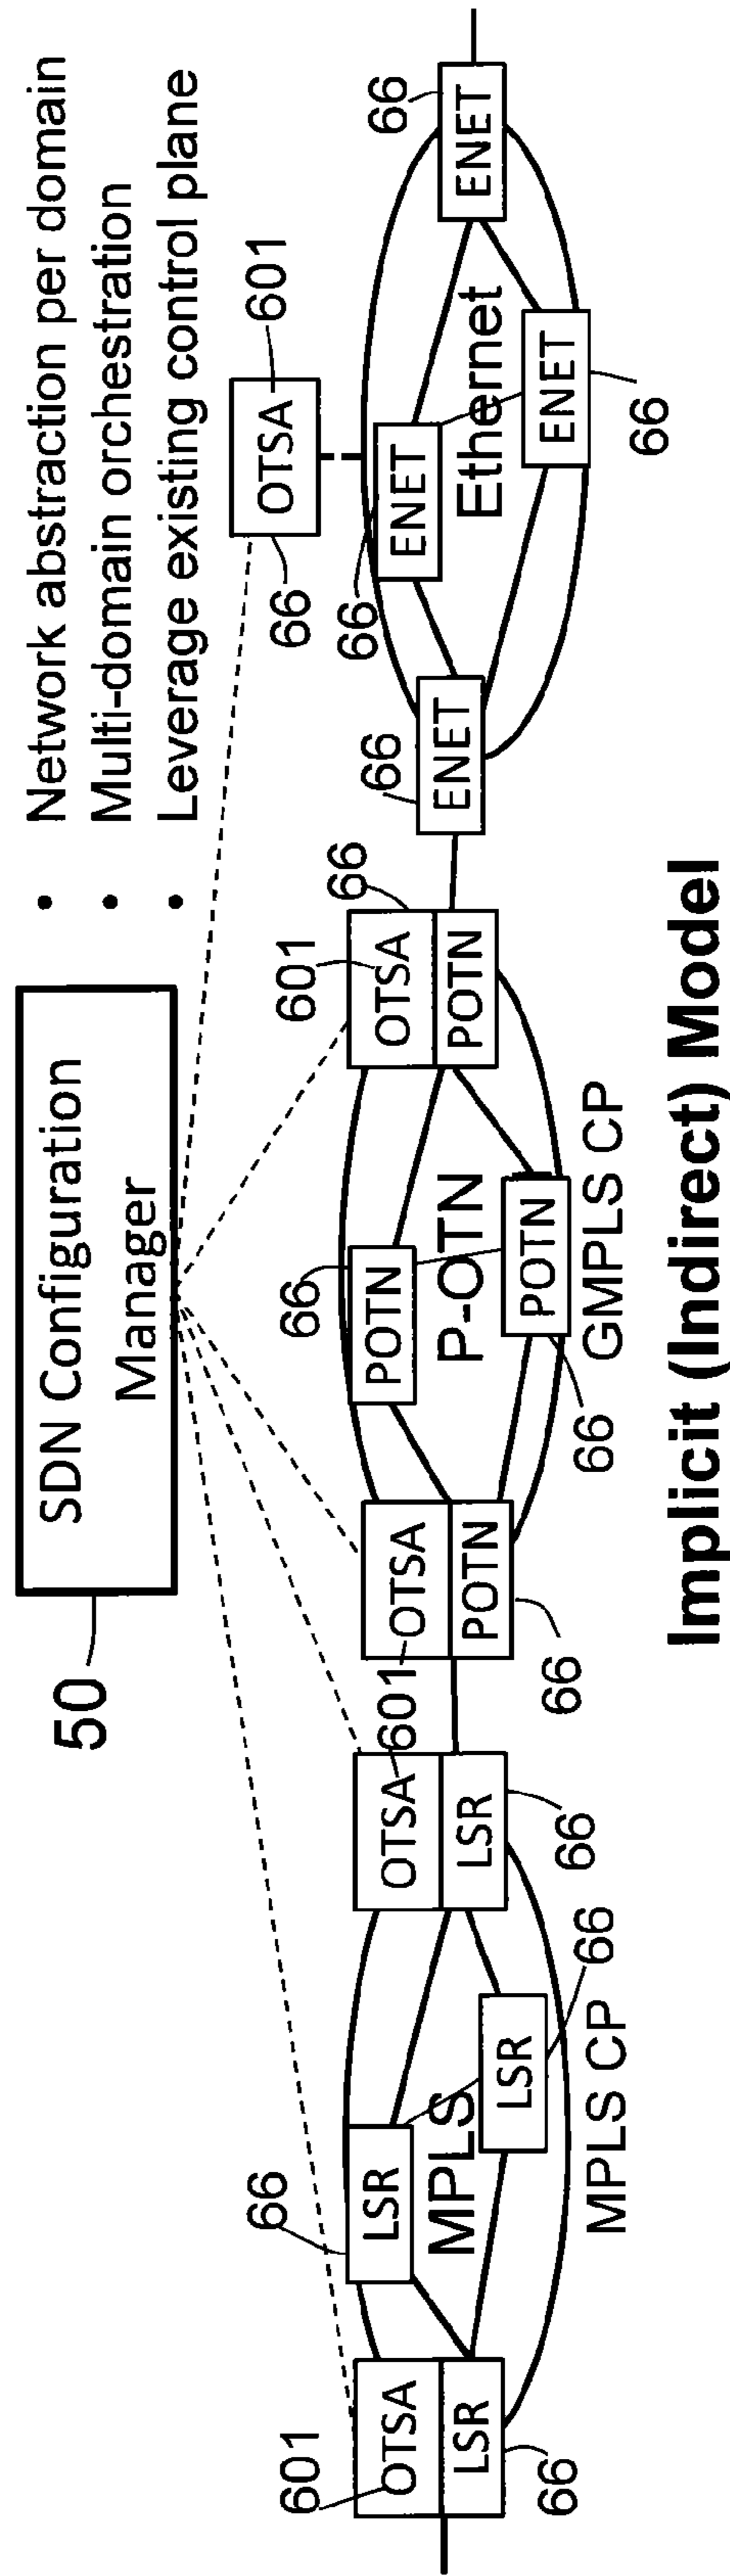 SDN Configuration
Manager
50
• Network abstraction per domain
• Multi-domain orchestration
• Leverage existing control plane
601
OTSA
LSR
66
66
LSR
MPLS
LSR
66
MPLS CP
OTSA
601
LSR
66
601
OTSA
POTN
66
66
POTN
P-OTN
POTN
66
GMPLS CP
601
66
OTSA
POTN
66
OTSA
601
66
ENET
66
ENET
Ethernet
ENET
66
66
ENET
Implicit (Indirect) Model